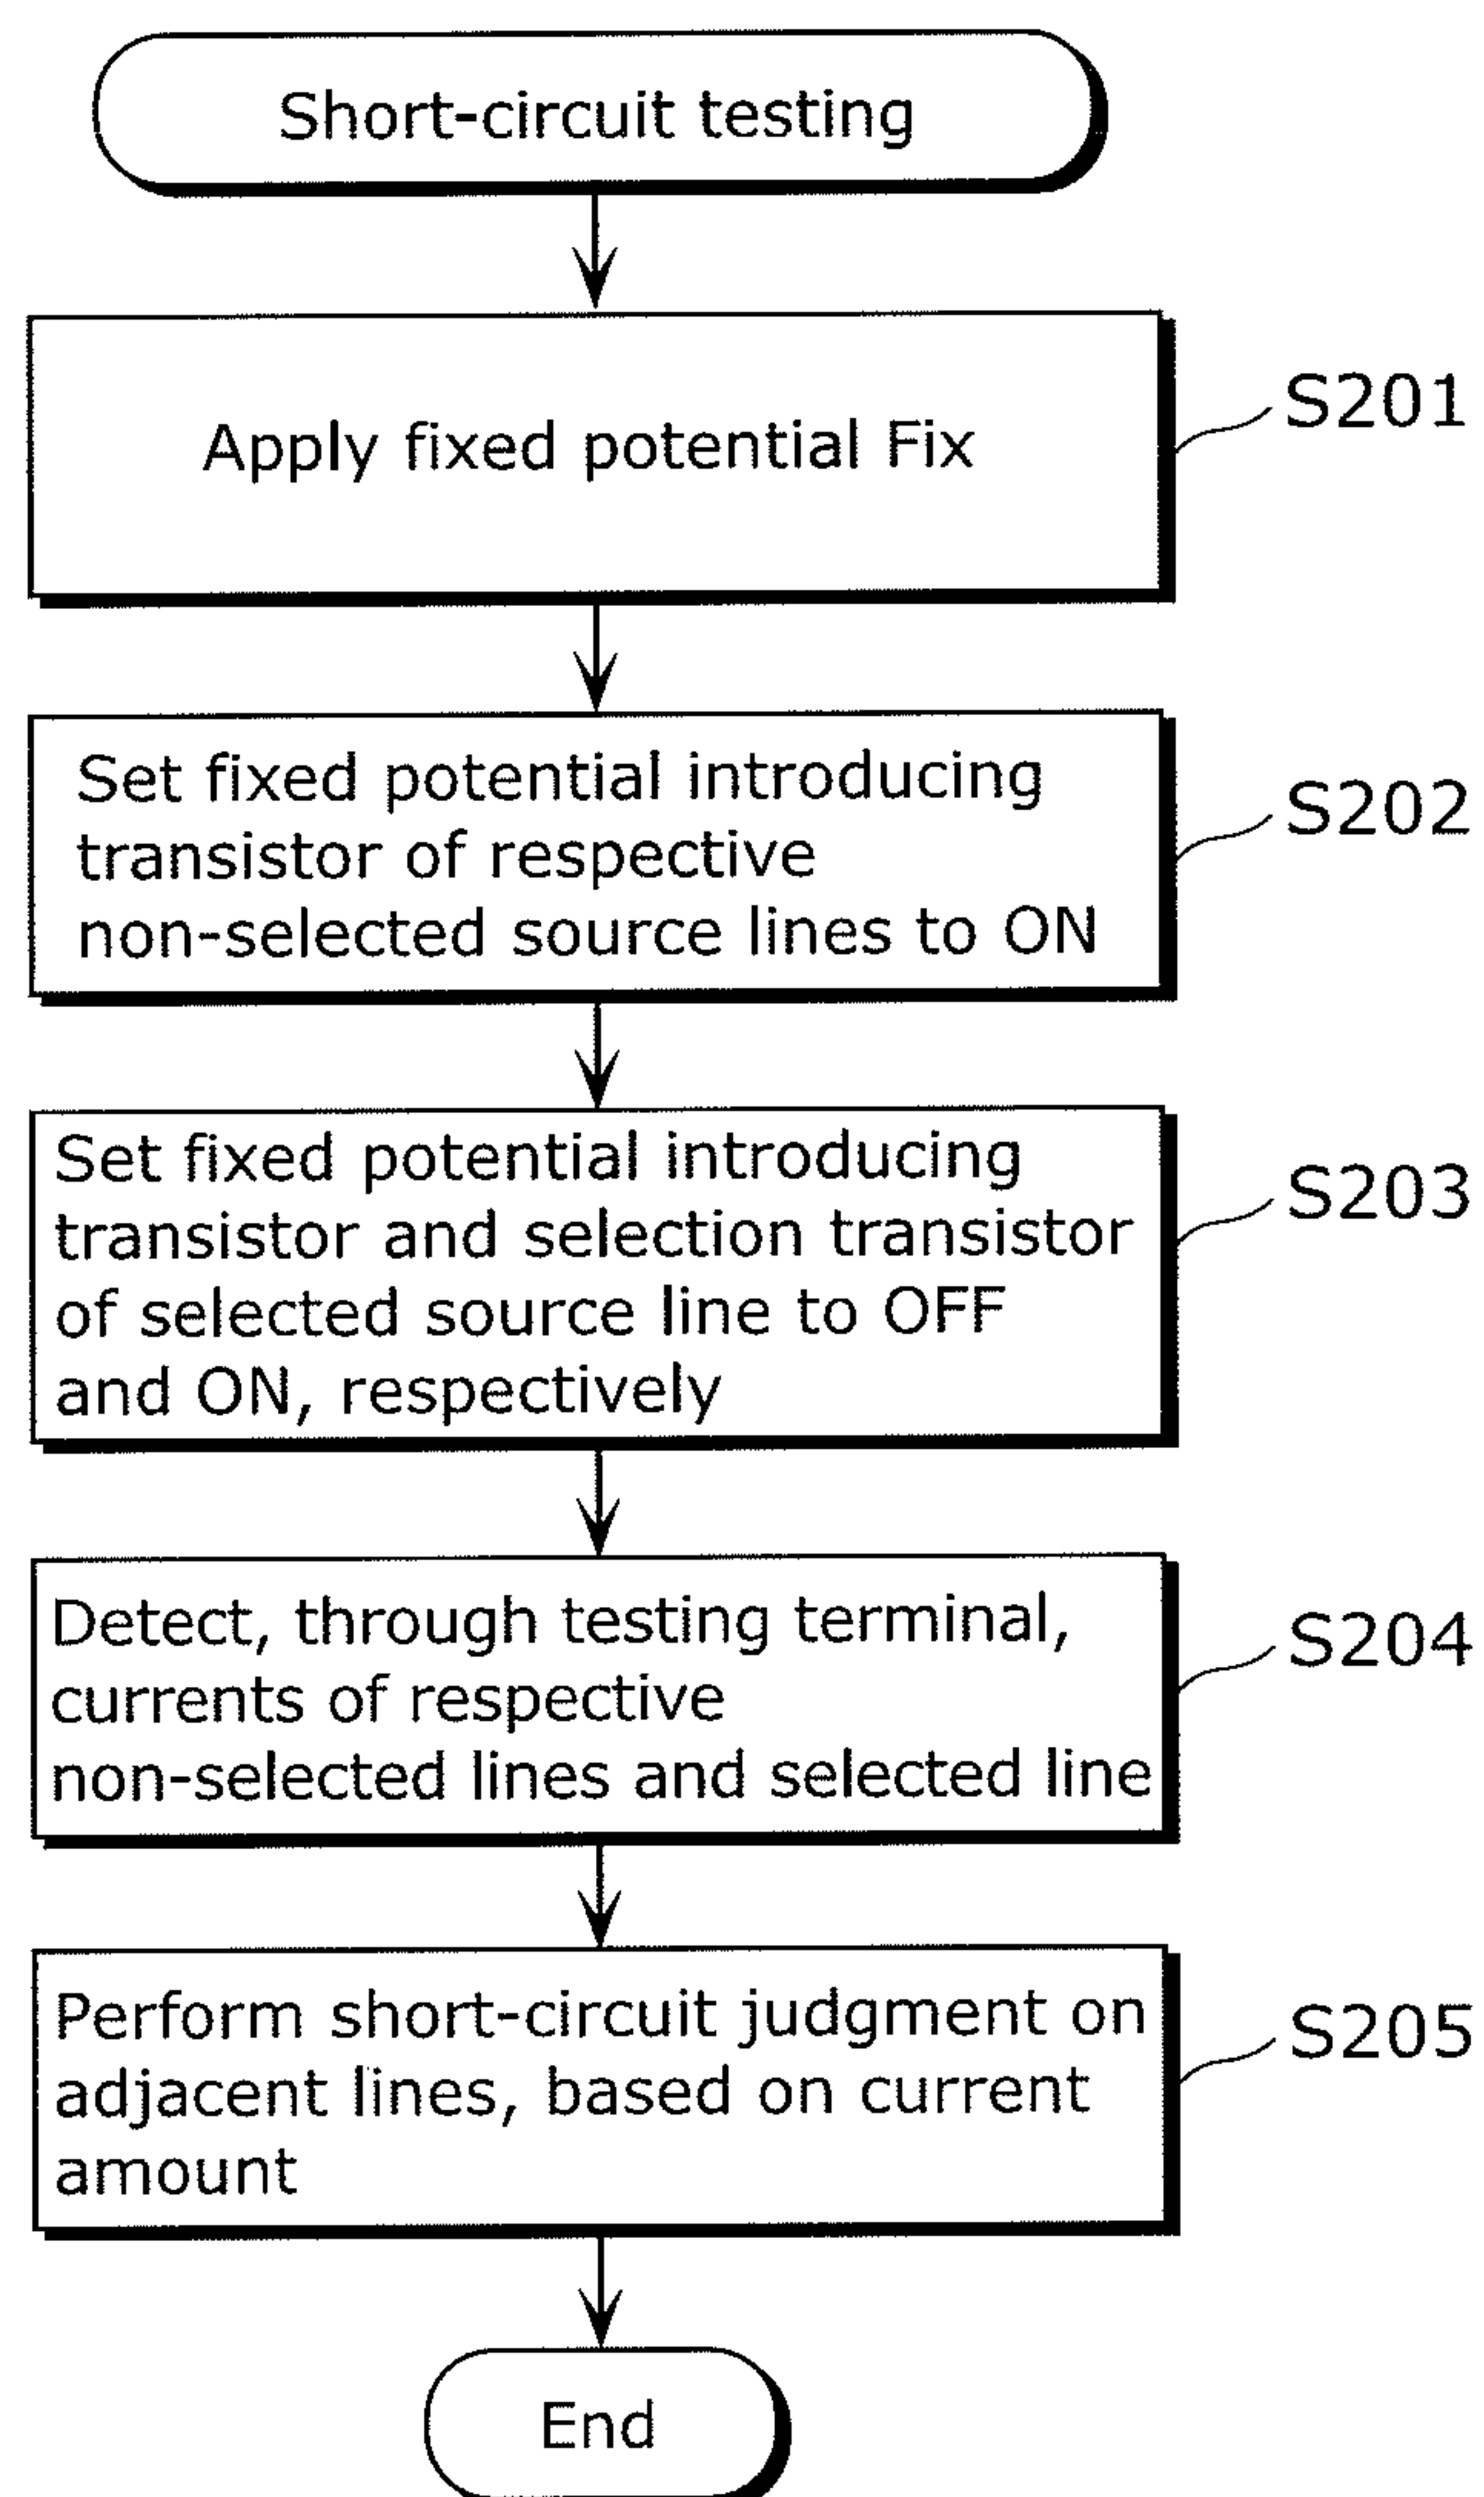 Short-circuit testing
Apply fixed potential Fix
S201
Set fixed potential introducing
transistor of respective
non-selected source lines to ON
S202
Set fixed potential introducing
transistor and selection transistor
of selected source line to OFF
and ON, respectively
S203
Detect, through testing terminal,
currents of respective
non-selected lines and selected line
S204
Perform short-circuit judgment on
adjacent lines, based on current
amount
S205
End